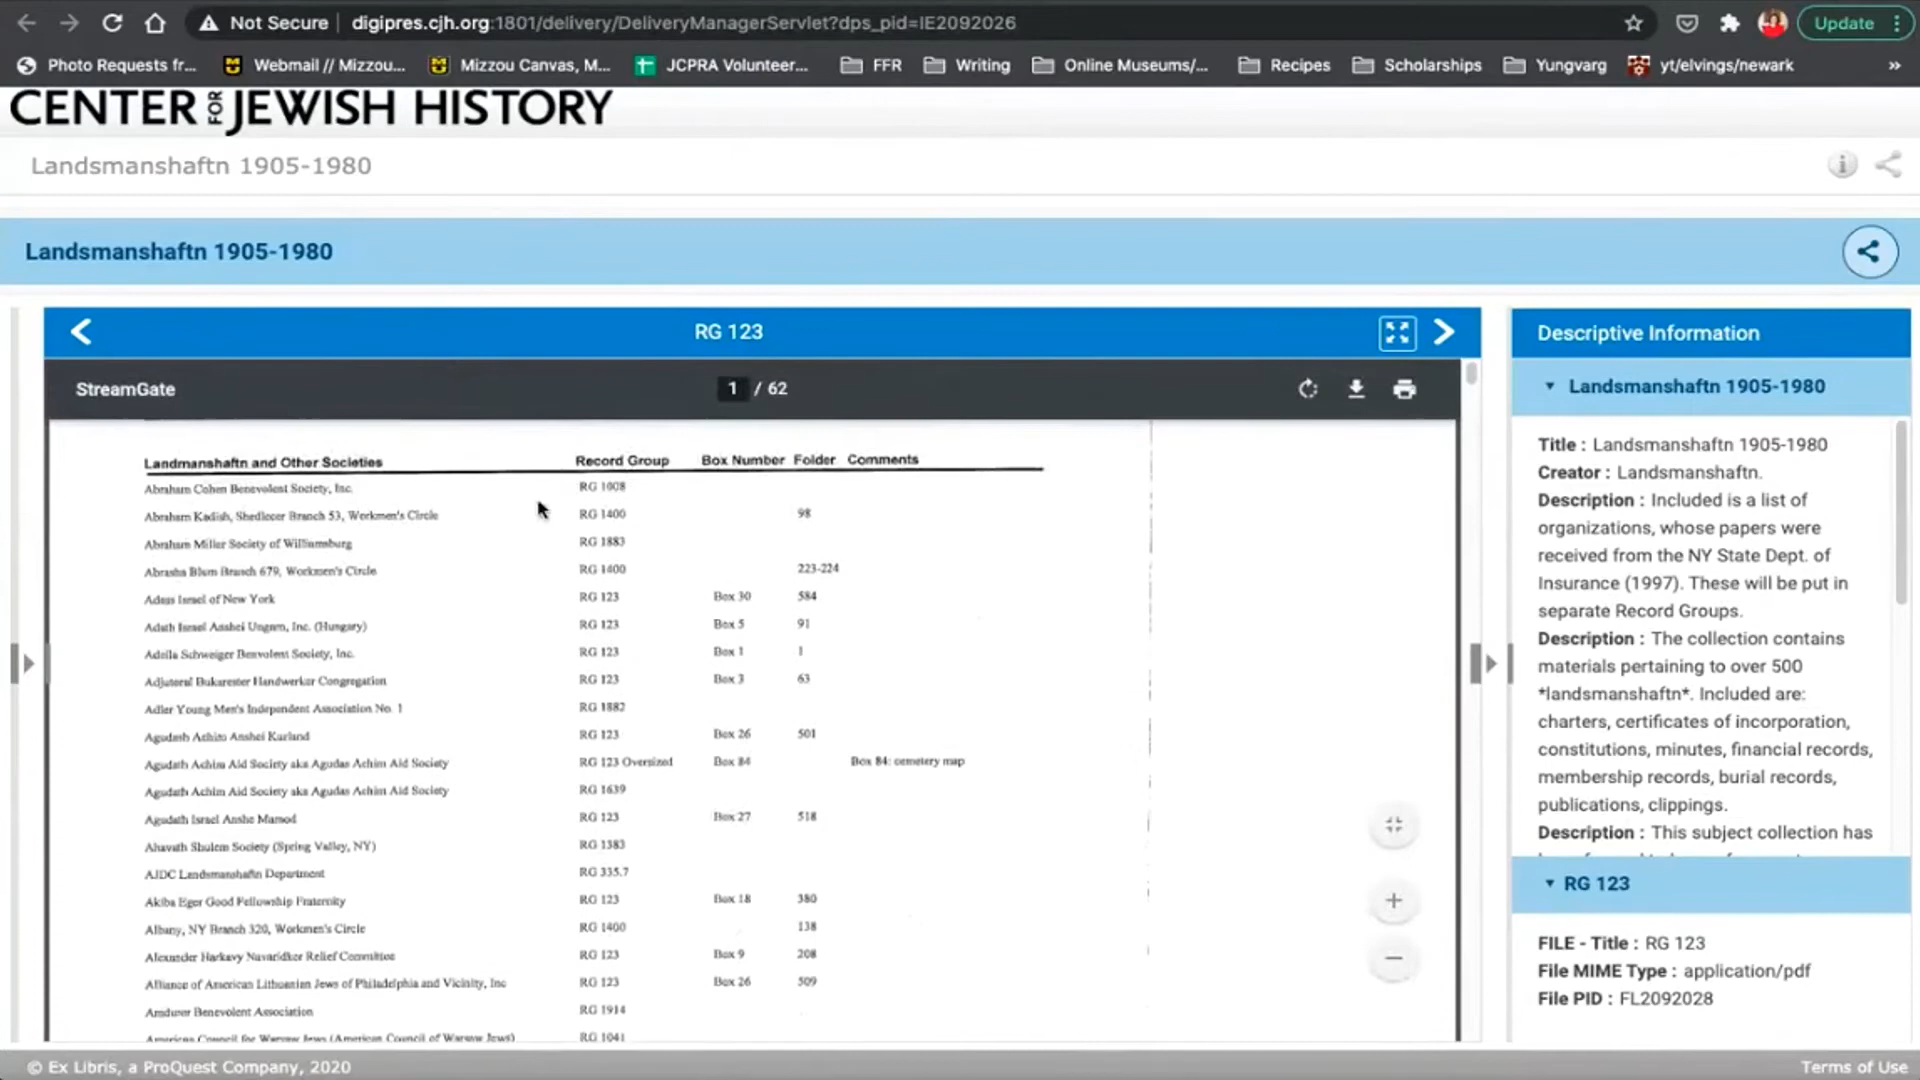 Not Secure | digipres.cjh.org:1801/delivery/DeliveryManagerServlet?dps_pid=IE2092026
Update
Photo Requests fr...
Webmail // Mizzou...
Mizzou Canvas, M...
JCPRA Volunteer...
FFR
Writing
Online Museums/...
Recipes
Scholarships
Yungvarg
yt/elvings/newark
»
CENTER FOR JEWISH HISTORY
Landsmanshaftn 1905-1980
Landsmanshaftn 1905-1980
RG 123
StreamGate
1 / 62
Landmanshaftn and Other Societies Record Group Box Number Folder Comments
Abraham Cohen Benevolent Society, Inc. RG 1008
Abraham Kadish, Shedlecer Branch 53, Workmen's Circle RG 1400 98
Abraham Miller Society of Williamsburg RG 1883
Abrasha Blum Branch 679, Workmen's Circle RG 1400 223-224
Adas Israel of New York RG 123 Box 30 584
Adath Israel Anshei Ungarn, Inc. (Hungary) RG 123 Box 5 91
Adella Schweiger Benvolent Society, Inc. RG 123 Box 1 1
Bukarester Handwerker Congregation RG 123 Box 3 63
Adler Young Men's Independent Association No. 1 RG 1882
Agudath Achim Anshei Kurland RG 123 Box 26 501
Agudath Achim Aid Society aka Agudas Achim Aid Society RG 123 Oversized Box 84 Box 84: cemetery map
Agudath Achim Aid Society aka Agudas Achim Aid Society RG 1639
Agudath Israel Anshe RG 123 Box 27 518
Ahavath Shulem Society (Spring Valley, NY) RG 1383
AJDC Landsmanshaftn Department RG 335.7
Akiba Eger Good Fellowship Fraternity RG 123 Box 18 380
Albany, NY Branch 320, Workmen's Circle RG 1400 138
Alexander Harkavy Navaridker Relief Committee RG 123 Box 9 208
Alliance of American Lithuanian Jews of Philadelphia and Vicinity, Inc RG 123 Box 26 509
Amdurer Benevolent Association RG 1914
American Council for Warsaw Jews (American Council of Warsaw Jews) RG 1041
Descriptive Information
Landsmanshaftn 1905-1980
Title : Landsmanshaftn 1905-1980
Creator : Landsmanshaftn.
Description : Included is a list of
organizations, whose papers were
received from the NY State Dept. of
Insurance (1997). These will be put in
separate Record Groups.
Description : The collection contains
materials pertaining to over 500
*landsmanshaftn*. Included are:
charters, certificates of incorporation,
constitutions, minutes, financial records,
membership records, burial records,
publications, clippings.
Description : This subject collection has
RG 123
FILE - Title : RG 123
File MIME Type : application/pdf
File PID : FL2092028
© Ex Libris, a ProQuest Company, 2020
Terms of Use